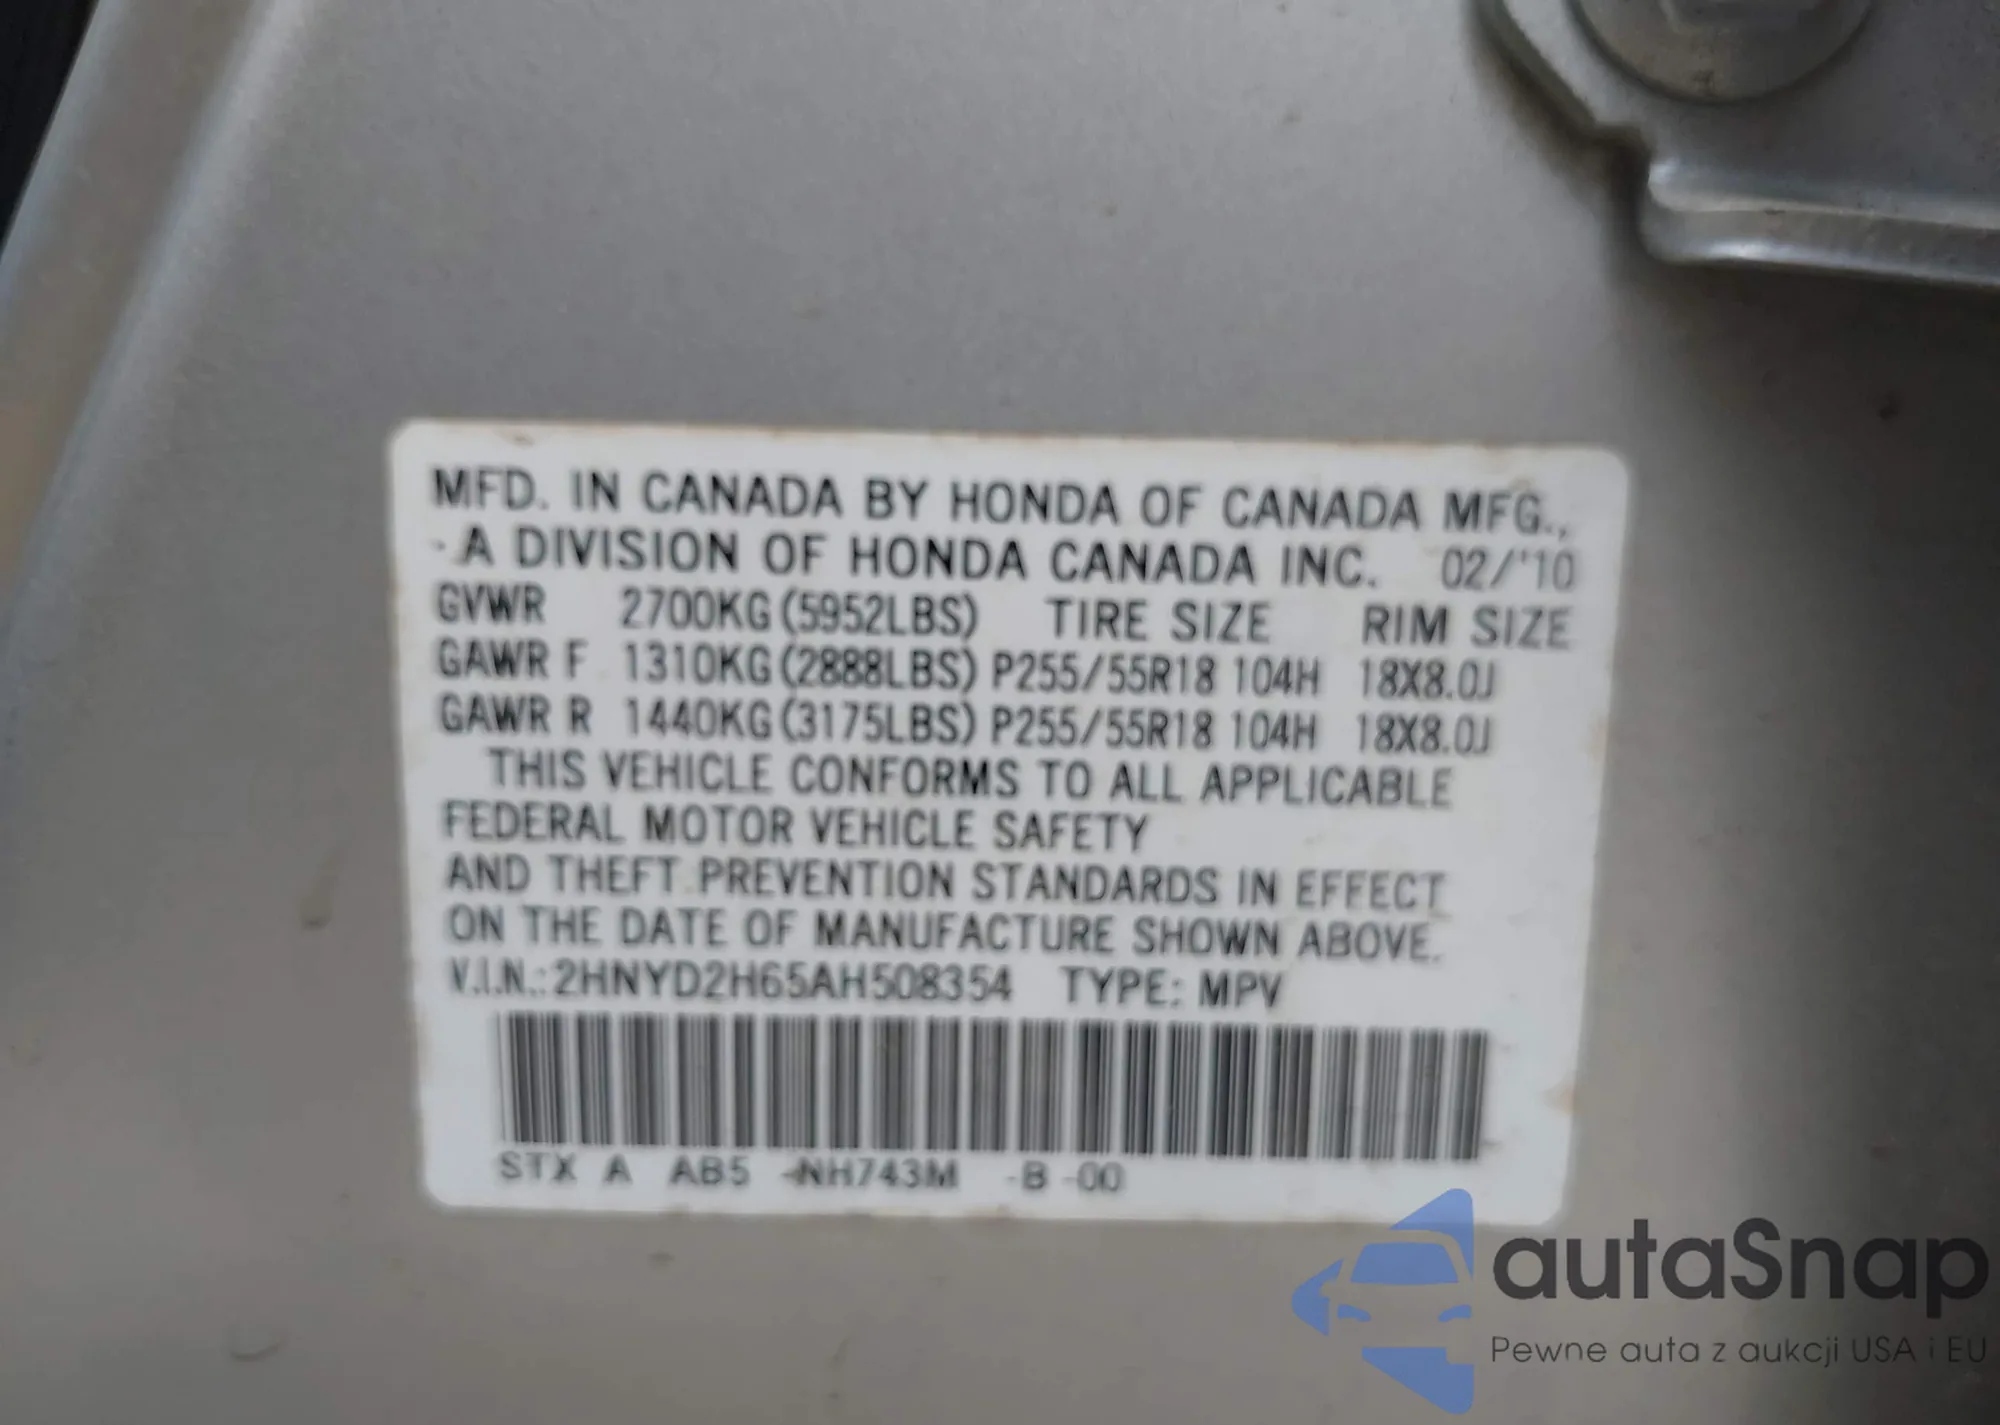 MFD. IN CANADA BY HONDA OF CANADA MFG.,
A DIVISION OF HONDA CANADA INC. 02/'10
GVWR 2700KG (5952LBS) TIRE SIZE RIM SIZE
GAWR F 1310KG (2888LBS) P255/55R18 104H 18X8.0J
GAWR R 1440KG (3175LBS) P255/55R18 104H 18X8.0J
THIS VEHICLE CONFORMS TO ALL APPLICABLE
FEDERAL MOTOR VEHICLE SAFETY
AND THEFT PREVENTION STANDARDS IN EFFECT
ON THE DATE OF MANUFACTURE SHOWN ABOVE.
V.I.N.: 2HNYD2H65AH508354 TYPE: MPV
STX A AB5 -NH743M -B -00
autaSnap
Pewne auta z aukcji USA i EU